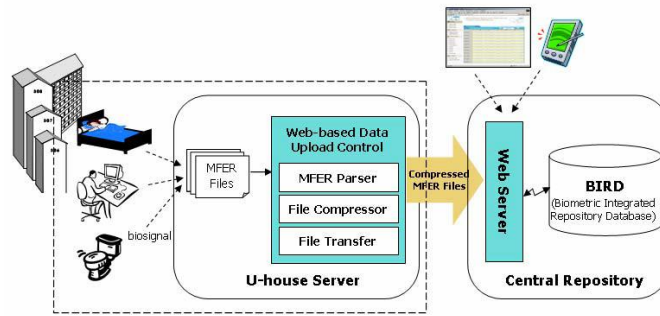 biosignal
MFER
Files
Web-based Data
Upload Control
MFER Parser
File Compressor
File Transfer
U-house Server
Compressed
MFER Files
Web Server
BIRD
(Biometric Integrated
Repository Database)
Central Repository